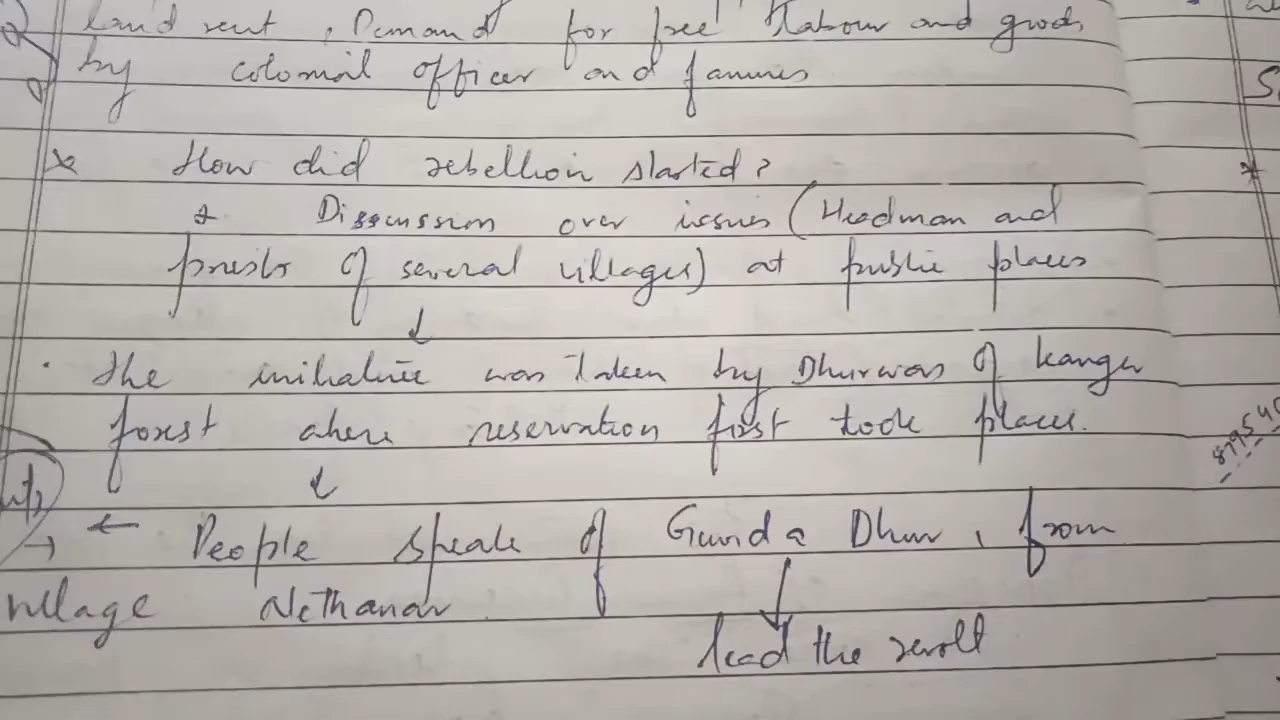 land rent, Demand for free labour and goods
by colonial officer and famines
* How did rebellion started?
Discussion over issues (Headman and
priests of several villages) at public places
↓
· The initiative was taken by Dhurwas of Kanger
forest where reservation first took places.
↓
← People speak of Gunda Dhur, from
→
village Nethanar
↓
lead the revolt
*